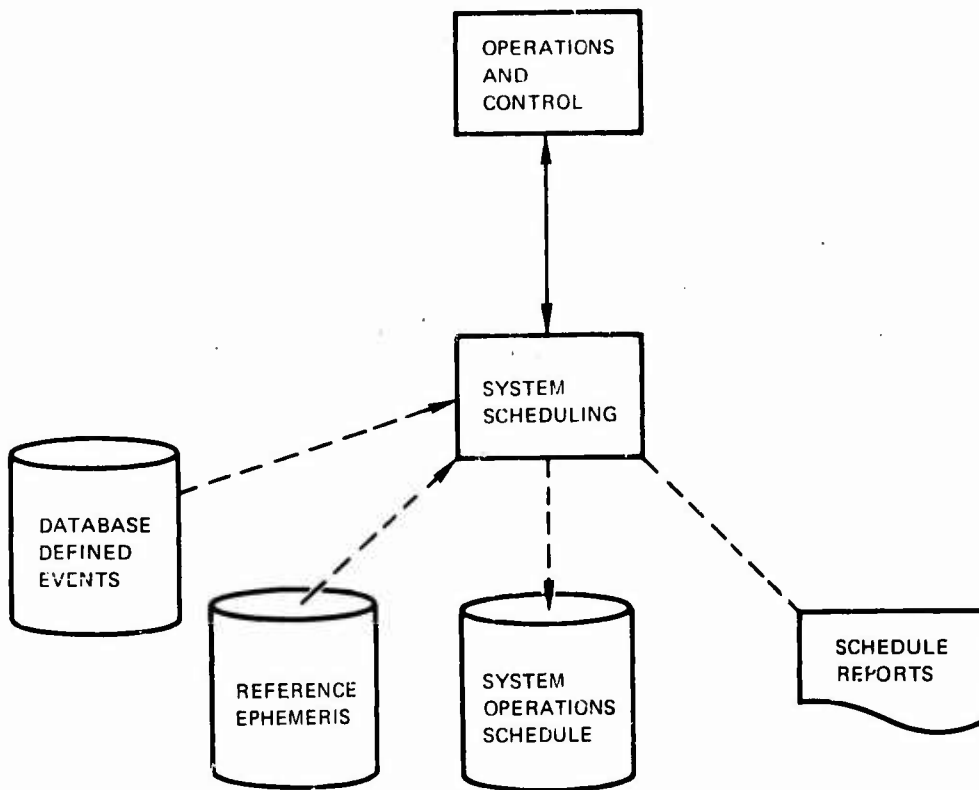 OPERATIONS
AND
CONTROL
SYSTEM
SCHEDULING
DATABASE
DEFINED
EVENTS
REFERENCE
EPHEMERIS
SYSTEM
OPERATIONS
SCHEDULE
SCHEDULE
REPORTS